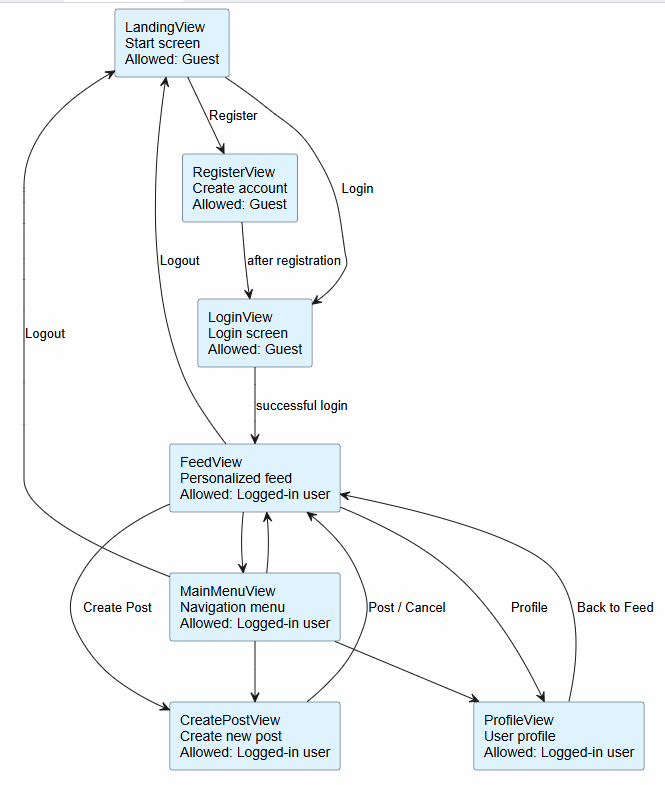 LandingView
Start screen
Allowed: Guest
Register
RegisterView
Create account
Allowed: Guest
Login
Logout
after registration
LoginView
Login screen
Allowed: Guest
Logout
successful login
FeedView
Personalized feed
Allowed: Logged-in user
MainMenuView
Navigation menu
Allowed: Logged-in user
Create Post
Post / Cancel
Profile
Back to Feed
CreatePostView
Create new post
Allowed: Logged-in user
ProfileView
User profile
Allowed: Logged-in user